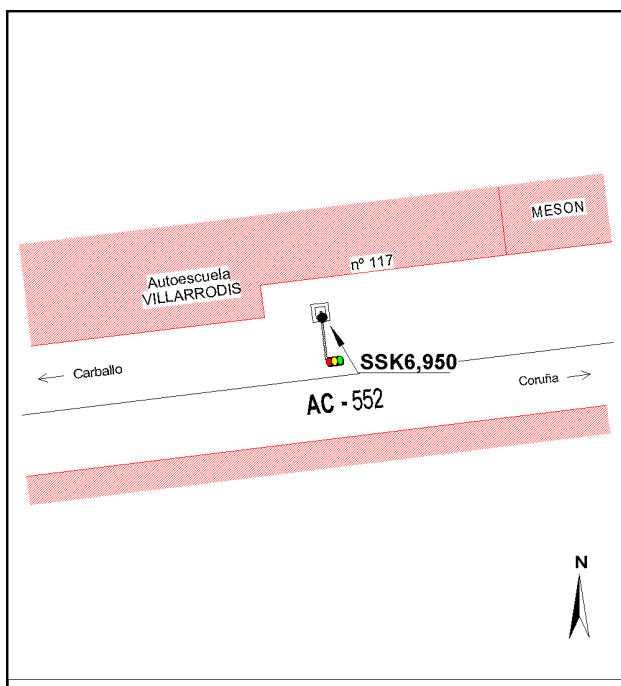 MESON
nº 117
Autoescuela
VILLARRODIS
SSK6,950
Carballo
Coruña
AC - 552
N